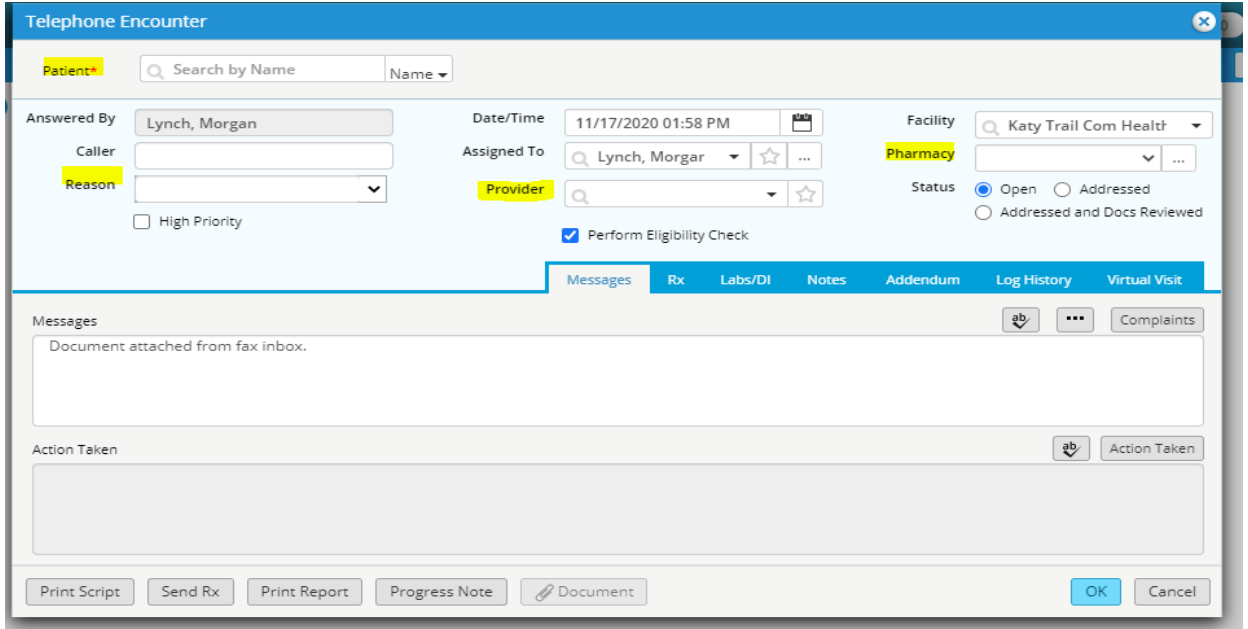 Telephone Encounter
Patient* Search by Name Name
Answered By Lynch, Morgan Date/Time 11/17/2020 01:58 PM Facility Katy Trail Com Healt
Caller Assigned To Lynch, Morgar ... Pharmacy ...
Reason Provider Status Open Addressed
High Priority Addressed and Docs Reviewed
Perform Eligibility Check
Messages Rx Labs/DI Notes Addendum Log History Virtual Visit
Messages ab ... Complaints
Document attached from fax inbox.
Action Taken ab Action Taken
Print Script Send Rx Print Report Progress Note Document OK Cancel